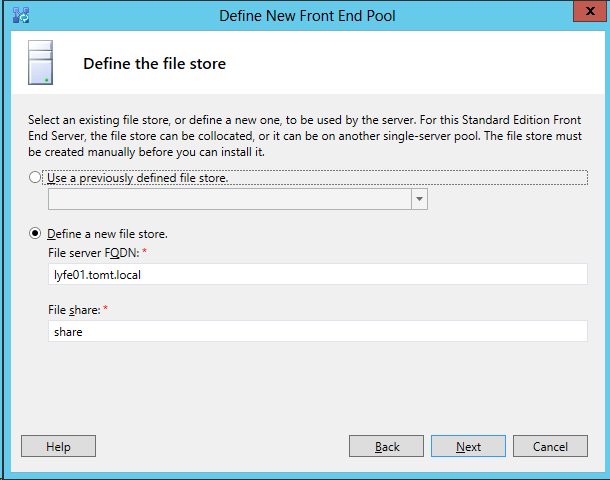 Define New Front End Pool
x
Define the file store
Select an existing file store, or define a new one, to be used by the server. For this Standard Edition Front
End Server, the file store can be collocated, or it can be on another single-server pool. The file store must
be created manually before you can install it.
Use a previously defined file store.
Define a new file store.
File server FQDN: *
lyfe01.tomt.local
File share: *
share
Help
Back
Next
Cancel